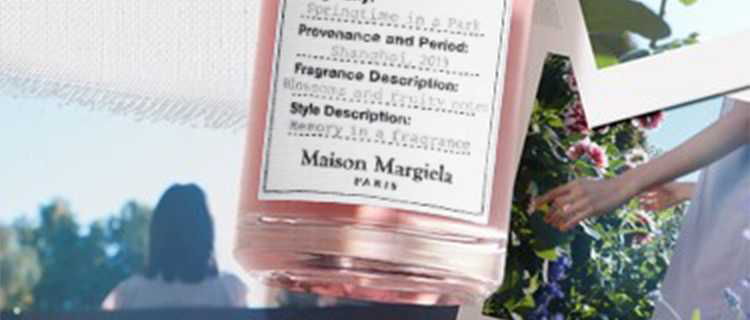 Springtime in a Park
Provenance and Period:
Shanghai, 2019
Fragrance Description:
Blossoms and fruity notes
Style Description:
Memory in a fragrance
Maison Margiela
PARIS